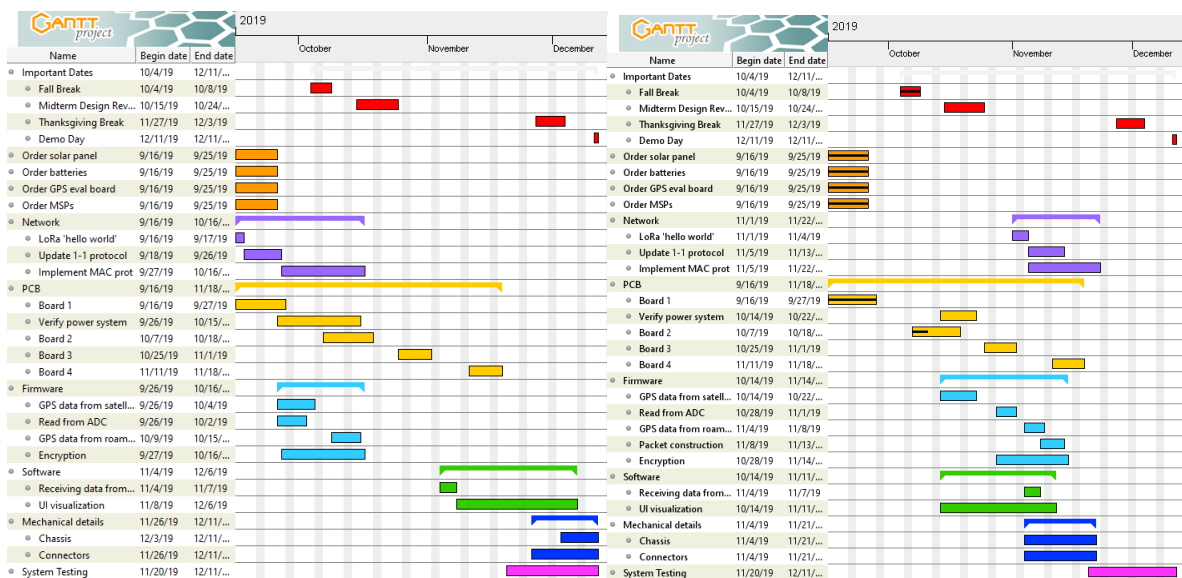 GANTT
project
2019
October
November
December
Name Begin date End date
Important Dates 10/4/19 12/11/...
Fall Break 10/4/19 10/8/19
Midterm Design Rev... 10/15/19 10/24/...
Thanksgiving Break 11/27/19 12/3/19
Demo Day 12/11/19 12/11/...
Order solar panel 9/16/19 9/25/19
Order batteries 9/16/19 9/25/19
Order GPS eval board 9/16/19 9/25/19
Order MSPs 9/16/19 9/25/19
Network 9/16/19 10/16/...
LoRa 'hello world' 9/16/19 9/17/19
Update 1-1 protocol 9/18/19 9/26/19
Implement MAC prot 9/27/19 10/16/...
PCB 9/16/19 11/18/...
Board 1 9/16/19 9/27/19
Verify power system 9/26/19 10/15/...
Board 2 10/7/19 10/18/...
Board 3 10/25/19 11/1/19
Board 4 11/11/19 11/18/...
Firmware 9/26/19 10/16/...
GPS data from satell... 9/26/19 10/4/19
Read from ADC 9/26/19 10/2/19
GPS data from roam... 10/9/19 10/15/...
Encryption 9/27/19 10/16/...
Software 11/4/19 12/6/19
Receiving data from... 11/4/19 11/7/19
UI visualization 11/8/19 12/6/19
Mechanical details 11/26/19 12/11/...
Chassis 12/3/19 12/11/...
Connectors 11/26/19 12/11/...
System Testing 11/20/19 12/11/...
GANTT
project
2019
October
November
December
Name Begin date End date
Important Dates 10/4/19 12/11/...
Fall Break 10/4/19 10/8/19
Midterm Design Rev... 10/15/19 10/24/...
Thanksgiving Break 11/27/19 12/3/19
Demo Day 12/11/19 12/11/...
Order solar panel 9/16/19 9/25/19
Order batteries 9/16/19 9/25/19
Order GPS eval board 9/16/19 9/25/19
Order MSPs 9/16/19 9/25/19
Network 11/1/19 11/22/...
LoRa 'hello world' 11/1/19 11/4/19
Update 1-1 protocol 11/5/19 11/13/...
Implement MAC prot 11/5/19 11/22/...
PCB 9/16/19 11/18/...
Board 1 9/16/19 9/27/19
Verify power system 10/14/19 10/22/...
Board 2 10/7/19 10/18/...
Board 3 10/25/19 11/1/19
Board 4 11/11/19 11/18/...
Firmware 10/14/19 11/14/...
GPS data from satell... 10/14/19 10/22/...
Read from ADC 10/28/19 11/1/19
GPS data from roam... 11/4/19 11/8/19
Packet construction 11/8/19 11/13/...
Encryption 10/28/19 11/14/...
Software 10/14/19 11/11/...
Receiving data from... 11/4/19 11/7/19
UI visualization 10/14/19 11/11/...
Mechanical details 11/4/19 11/21/...
Chassis 11/4/19 11/21/...
Connectors 11/4/19 11/21/...
System Testing 11/20/19 12/11/...